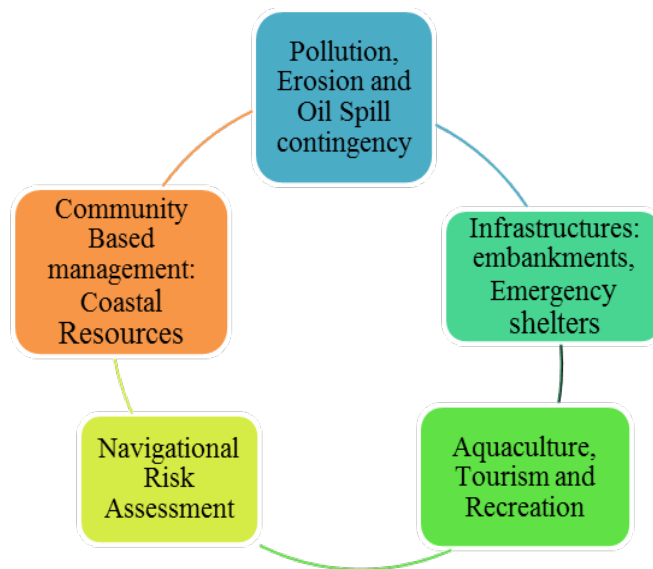 Pollution,
Erosion and
Oil Spill
contingency
Infrastructures:
embankments,
Emergency
shelters
Aquaculture,
Tourism and
Recreation
Navigational
Risk
Assessment
Community
Based
management:
Coastal
Resources